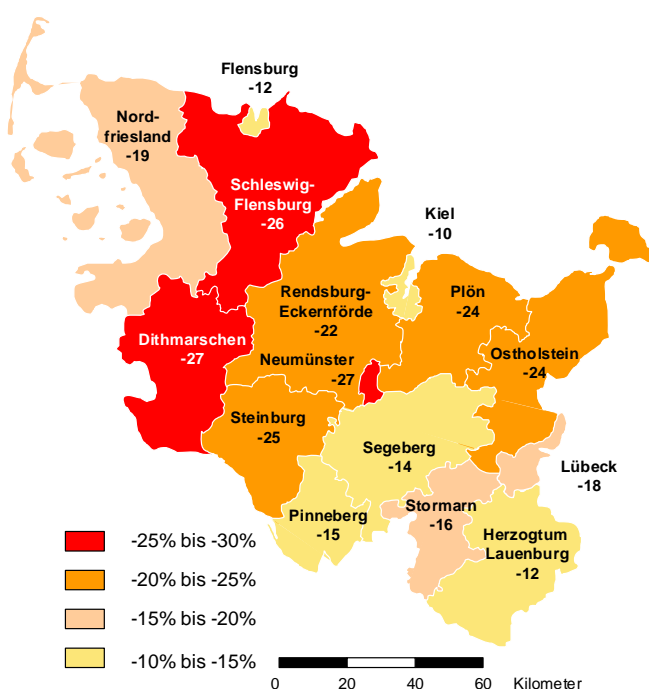 Flensburg
-12
Nord-
friesland
-19
Schleswig-
Flensburg
-26
Kiel
-10
Rendsburg-
Eckernförde
-22
Plön
-24
Dithmarschen
-27
Neumünster
-27
Ostholstein
-24
Steinburg
-25
Segeberg
-14
Lübeck
-18
Stormarn
-16
Pinneberg
-15
Herzogtum
Lauenburg
-12
-25% bis -30%
-20% bis -25%
-15% bis -20%
-10% bis -15%
0 20 40 60 Kilometer